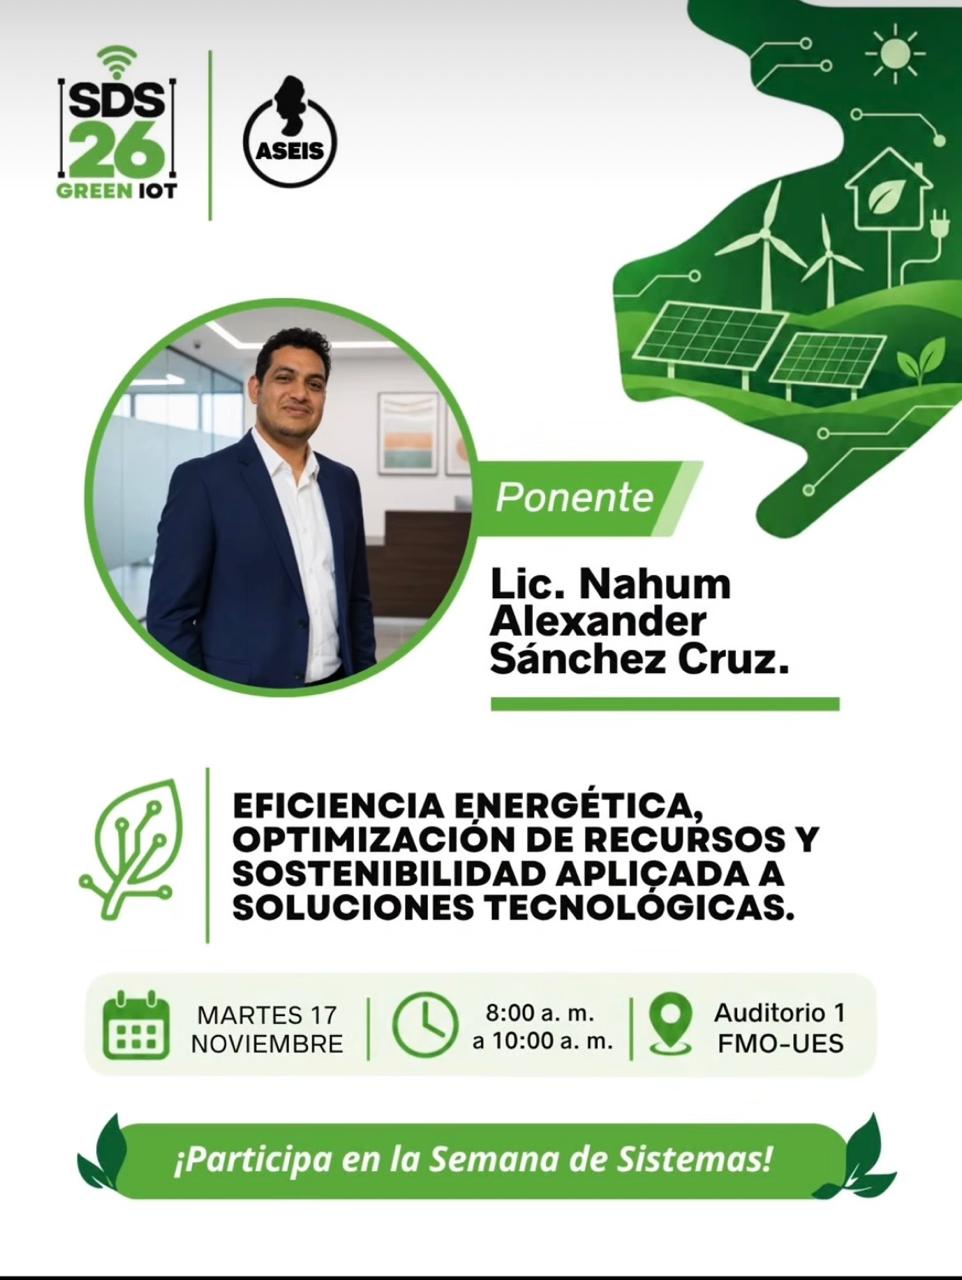 SDS
26
GREEN IOT
ASEIS
Ponente
Lic. Nahum
Alexander
Sánchez Cruz.
EFICIENCIA ENERGÉTICA,
OPTIMIZACIÓN DE RECURSOS Y
SOSTENIBILIDAD APLICADA A
SOLUCIONES TECNOLÓGICAS.
MARTES 17
NOVIEMBRE
8:00 a. m.
a 10:00 a. m.
Auditorio 1
FMO-UES
¡Participa en la Semana de Sistemas!